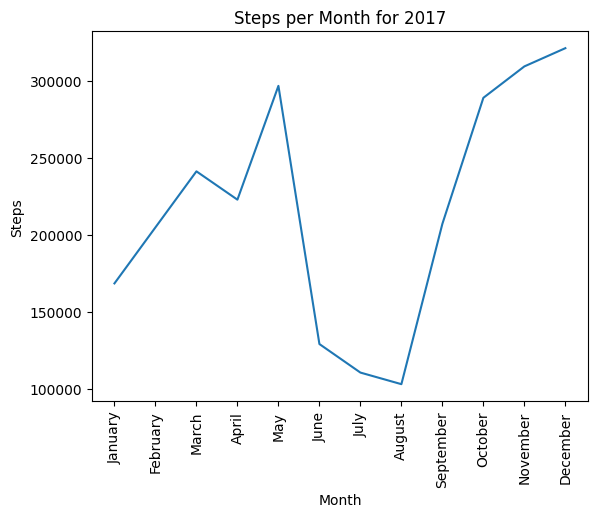 Steps per Month for 2017
Steps
300000
250000
200000
150000
100000
January
February
March
April
May
June
July
August
September
October
November
December
Month